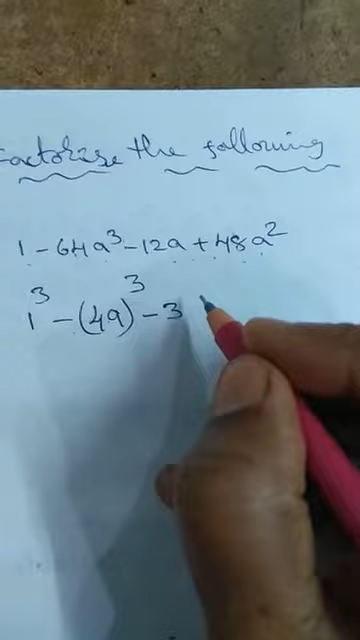 Factorise the following
1 - 64a³ - 12a + 48a²
1³ - (4a)³ - 3